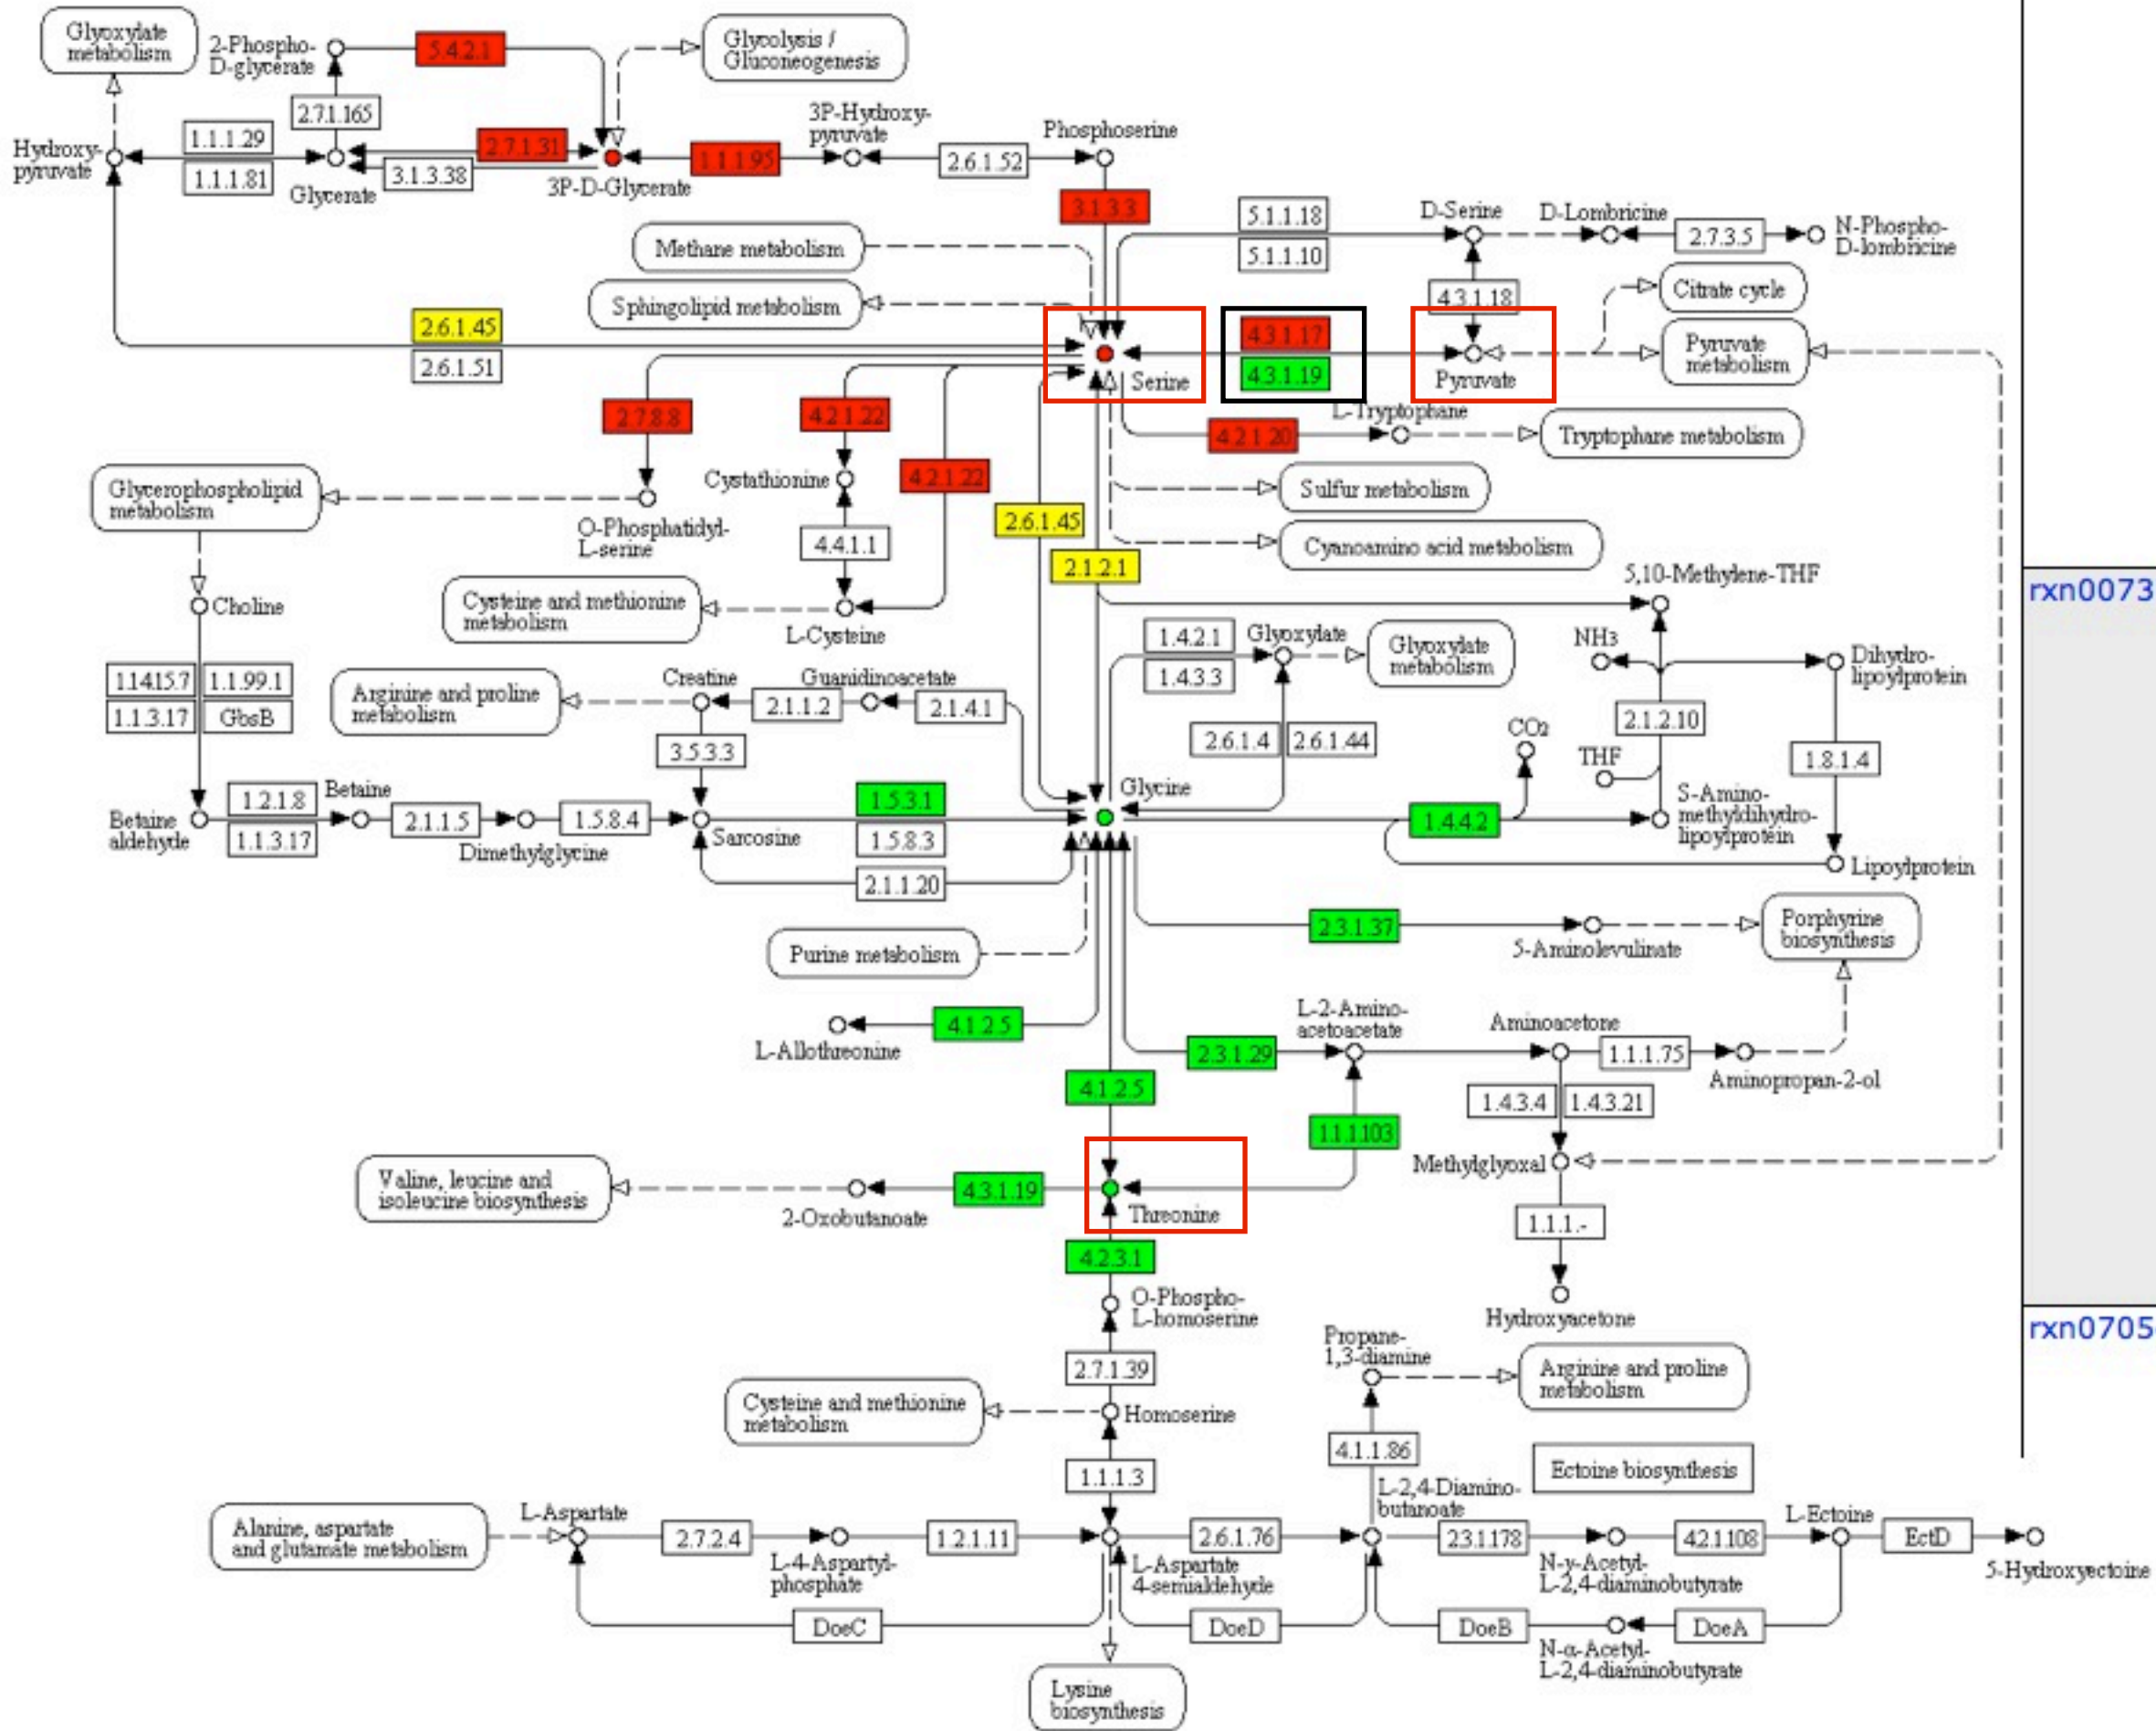 Glyoxylate
metabolism
2-Phospho-
D-glycerate
5.4.2.1
Glycolysis /
Gluconeogenesis
2.7.1.165
3P-Hydroxy-
pyruvate
Phosphoserine
Hydroxy-
pyruvate
1.1.1.29
1.1.1.81
Glycerate
2.7.1.31
3.1.3.38
3P-D-Glycerate
1.1.1.95
2.6.1.52
3.1.3.3
Methane metabolism
Sphingolipid metabolism
5.1.1.18
5.1.1.10
D-Serine
D-Lombricine
2.7.3.5
N-Phospho-
D-lombricine
4.3.1.18
Citrate cycle
2.6.1.45
2.6.1.51
Serine
4.3.1.17
4.3.1.19
Pyruvate
Pyruvate
metabolism
2.7.8.8
4.2.1.22
4.2.1.20
L-Tryptophane
Tryptophane metabolism
Glycerophospholipid
metabolism
O-Phosphatidyl-
L-serine
Cystathionine
4.2.1.22
Sulfur metabolism
4.4.1.1
2.6.1.45
Cyanoamino acid metabolism
2.1.2.1
Choline
Cysteine and methionine
metabolism
L-Cysteine
5,10-Methylene-THF
rxn0073
1.14.15.7
1.1.99.1
1.1.3.17
GbsB
Arginine and proline
metabolism
Creatine
2.1.1.2
Guanidinoacetate
2.1.4.1
1.4.2.1
1.4.3.3
Glyoxylate
Glyoxylate
metabolism
NH3
Dihydro-
lipoylprotein
3.5.3.3
2.6.1.4
2.6.1.44
CO2
2.1.2.10
THF
1.8.1.4
Betaine
aldehyde
1.2.1.8
1.1.3.17
Betaine
2.1.1.5
Dimethylglycine
1.5.8.4
Sarcosine
1.5.3.1
1.5.8.3
2.1.1.20
Glycine
1.4.4.2
S-Amino-
methyldihydro-
lipoylprotein
Lipoylprotein
Purine metabolism
2.3.1.37
5-Aminolevulinate
Porphyrine
biosynthesis
L-Allothreonine
4.1.2.5
2.3.1.29
L-2-Amino-
acetoacetate
Aminoacetone
1.1.1.75
Aminopropan-2-ol
4.1.2.5
1.1.1.103
1.4.3.4
1.4.3.21
Methylglyoxal
Valine, leucine and
isoleucine biosynthesis
2-Oxobutanoate
4.3.1.19
Threonine
1.1.1.-
4.2.3.1
Hydroxyacetone
O-Phospho-
L-homoserine
rxn0705
2.7.1.39
Propane-
1,3-diamine
Arginine and proline
metabolism
Cysteine and methionine
metabolism
Homoserine
4.1.1.86
Ectoine biosynthesis
1.1.1.3
Alanine, aspartate
and glutamate metabolism
L-Aspartate
2.7.2.4
L-4-Aspartyl-
phosphate
1.2.1.11
L-Aspartate
4-semialdehyde
2.6.1.76
L-2,4-Diamino-
butanoate
2.3.1.178
N-γ-Acetyl-
L-2,4-diaminobutyrate
4.2.1.108
L-Ectoine
EctD
5-Hydroxyectoine
DoeC
DoeD
DoeB
N-α-Acetyl-
L-2,4-diaminobutyrate
DoeA
Lysine
biosynthesis